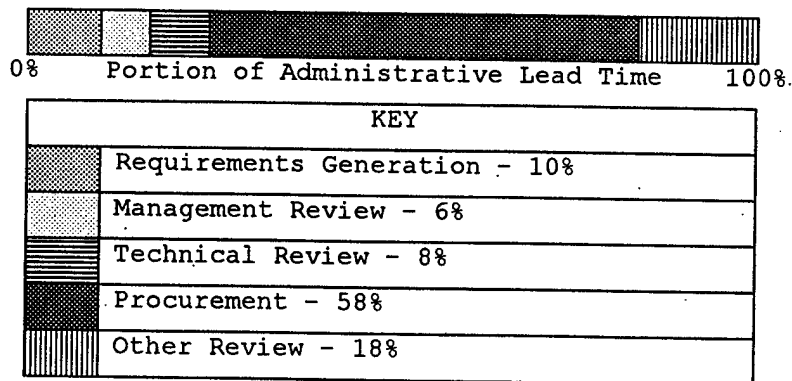 0% Portion of Administrative Lead Time 100%
KEY
Requirements Generation - 10%
Management Review - 6%
Technical Review - 8%
Procurement - 58%
Other Review - 18%